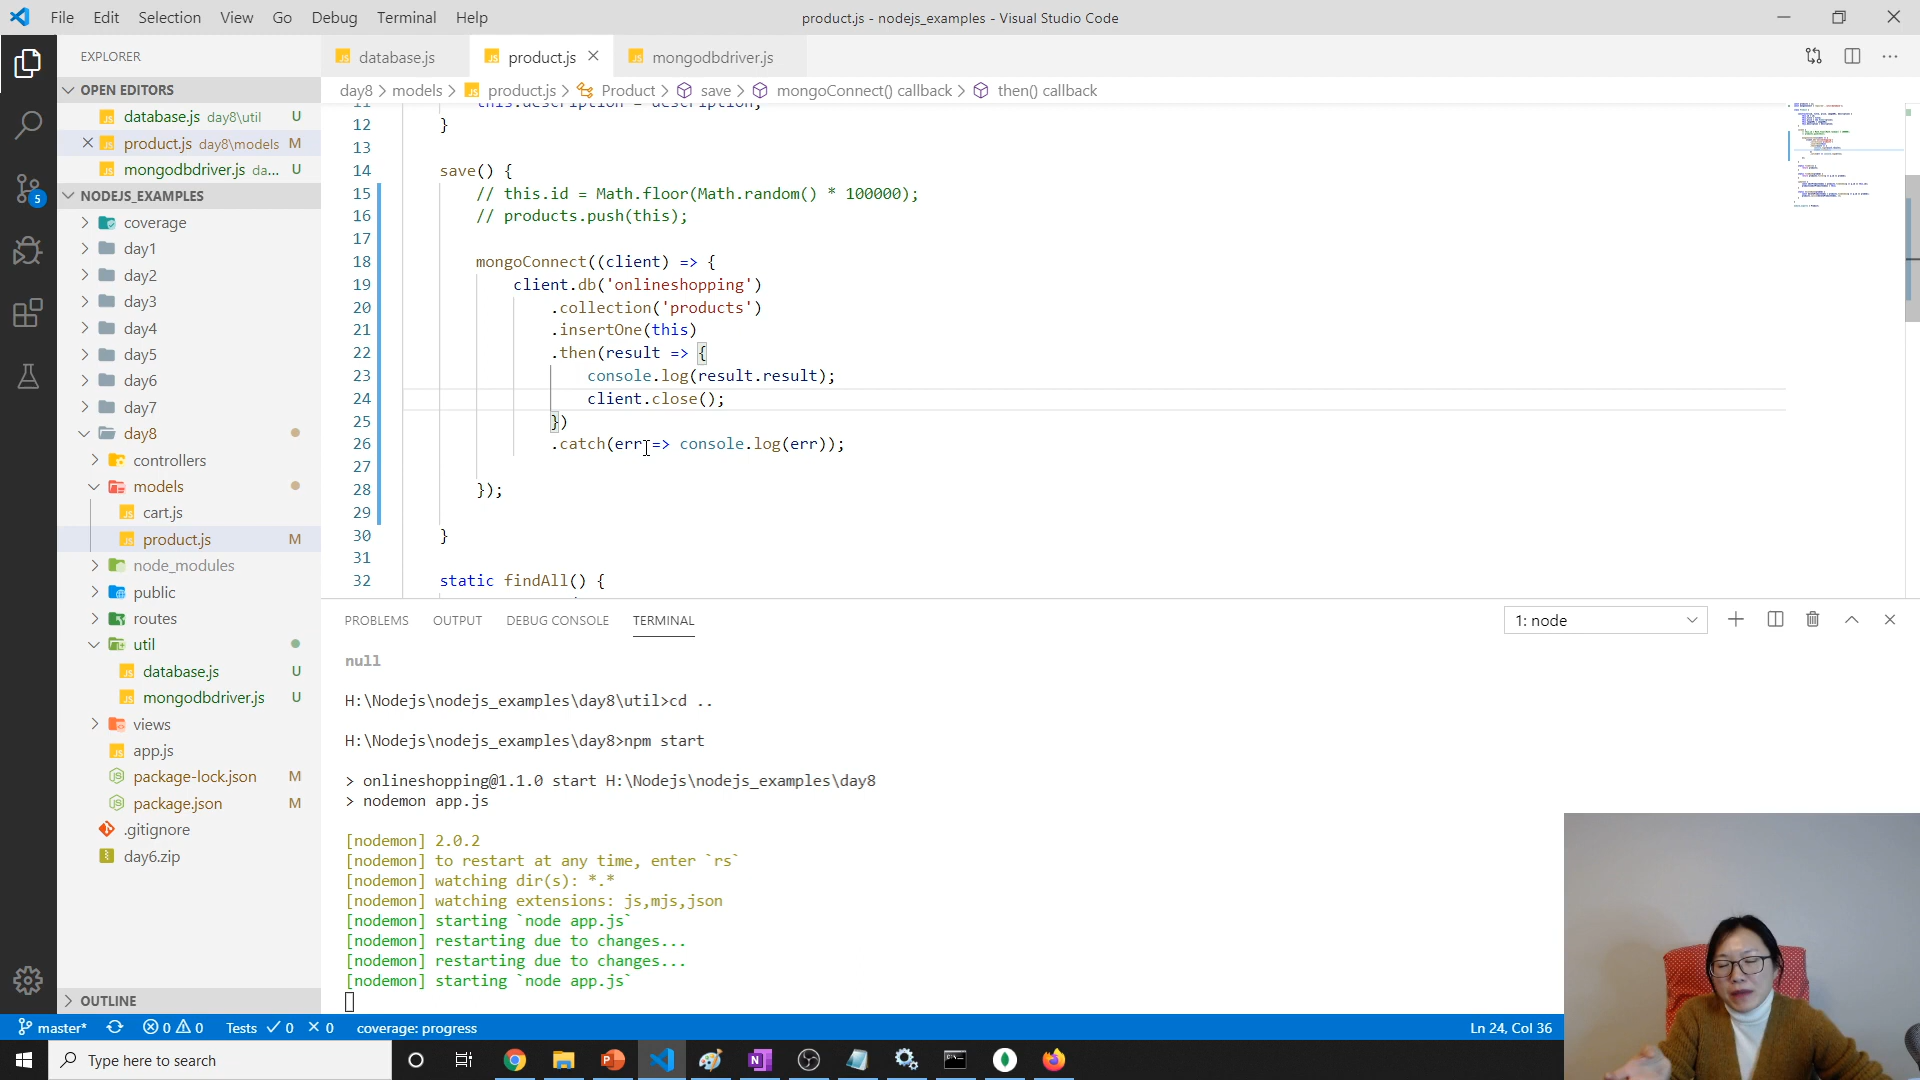 File Edit Selection View Go Debug Terminal Help
product.js - nodejs_examples - Visual Studio Code
EXPLORER
OPEN EDITORS
database.js day8\util U
product.js day8\models M
mongodbdriver.js da... U
NODEJS_EXAMPLES
coverage
day1
day2
day3
day4
day5
day6
day7
day8
controllers
models
cart.js
product.js M
node_modules
public
routes
util
database.js U
mongodbdriver.js U
views
app.js
package-lock.json M
package.json M
.gitignore
day6.zip
OUTLINE
5
database.js product.js mongodbdriver.js
day8 > models > product.js > Product > save > mongoConnect() callback > then() callback
11 this.description = description;
12 }
13
14 save() {
15 // this.id = Math.floor(Math.random() * 100000);
16 // products.push(this);
17
18 mongoConnect((client) => {
19 client.db('onlineshopping')
20 .collection('products')
21 .insertOne(this)
22 .then(result => {
23 console.log(result.result);
24 client.close();
25 })
26 .catch(err => console.log(err));
27
28 });
29
30 }
31
32 static findAll() {
PROBLEMS OUTPUT DEBUG CONSOLE TERMINAL
1: node
null
H:\Nodejs\nodejs_examples\day8\util>cd ..
H:\Nodejs\nodejs_examples\day8>npm start
> onlineshopping@1.1.0 start H:\Nodejs\nodejs_examples\day8
> nodemon app.js
[nodemon] 2.0.2
[nodemon] to restart at any time, enter `rs`
[nodemon] watching dir(s): *.*
[nodemon] watching extensions: js,mjs,json
[nodemon] starting `node app.js`
[nodemon] restarting due to changes...
[nodemon] restarting due to changes...
[nodemon] starting `node app.js`
master* 0 0 Tests 0 0 coverage: progress
Ln 24, Col 36
Type here to search